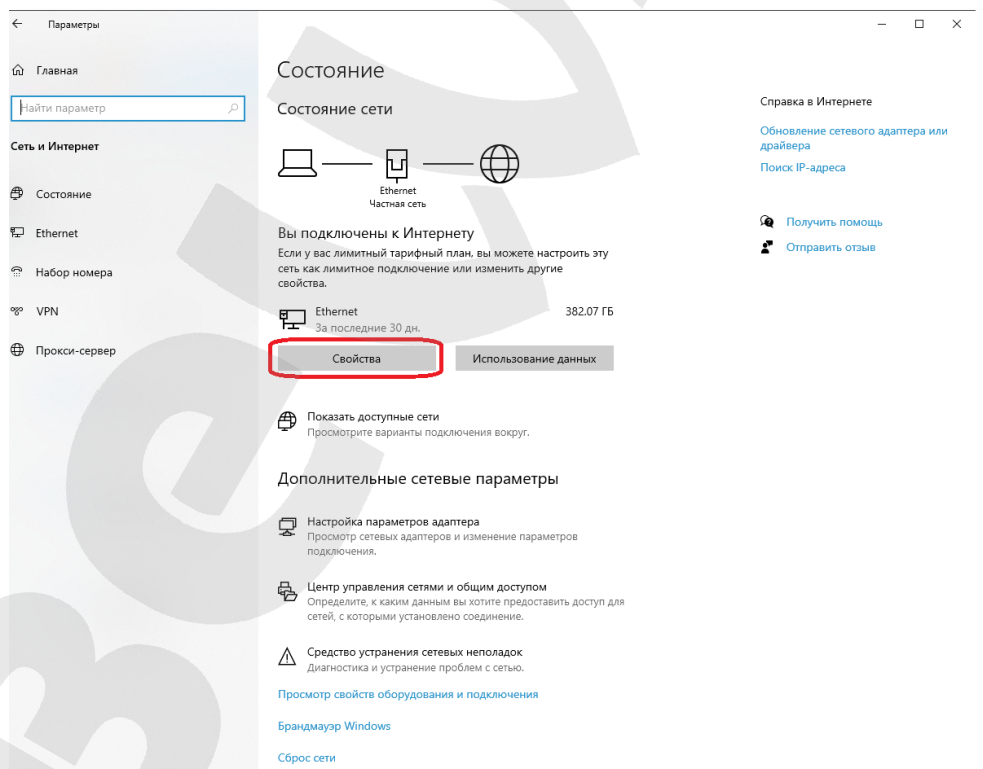 Параметры
Главная
Найти параметр
Сеть и Интернет
Состояние
Ethernet
Набор номера
VPN
Прокси-сервер
Состояние
Состояние сети
Ethernet
Частная сеть
Вы подключены к Интернету
Если у вас лимитный тарифный план, вы можете настроить эту
сеть как лимитное подключение или изменить другие
свойства.
Ethernet 382.07 ГБ
За последние 30 дн.
Свойства Использование данных
Показать доступные сети
Просмотрите варианты подключения вокруг.
Дополнительные сетевые параметры
Настройка параметров адаптера
Просмотр сетевых адаптеров и изменение параметров
подключения.
Центр управления сетями и общим доступом
Определите, к каким данным вы хотите предоставить доступ для
сетей, с которыми установлено соединение.
Средство устранения сетевых неполадок
Диагностика и устранение проблем с сетью.
Просмотр свойств оборудования и подключения
Брандмауэр Windows
Сброс сети
Справка в Интернете
Обновление сетевого адаптера или
драйвера
Поиск IP-адреса
Получить помощь
Отправить отзыв